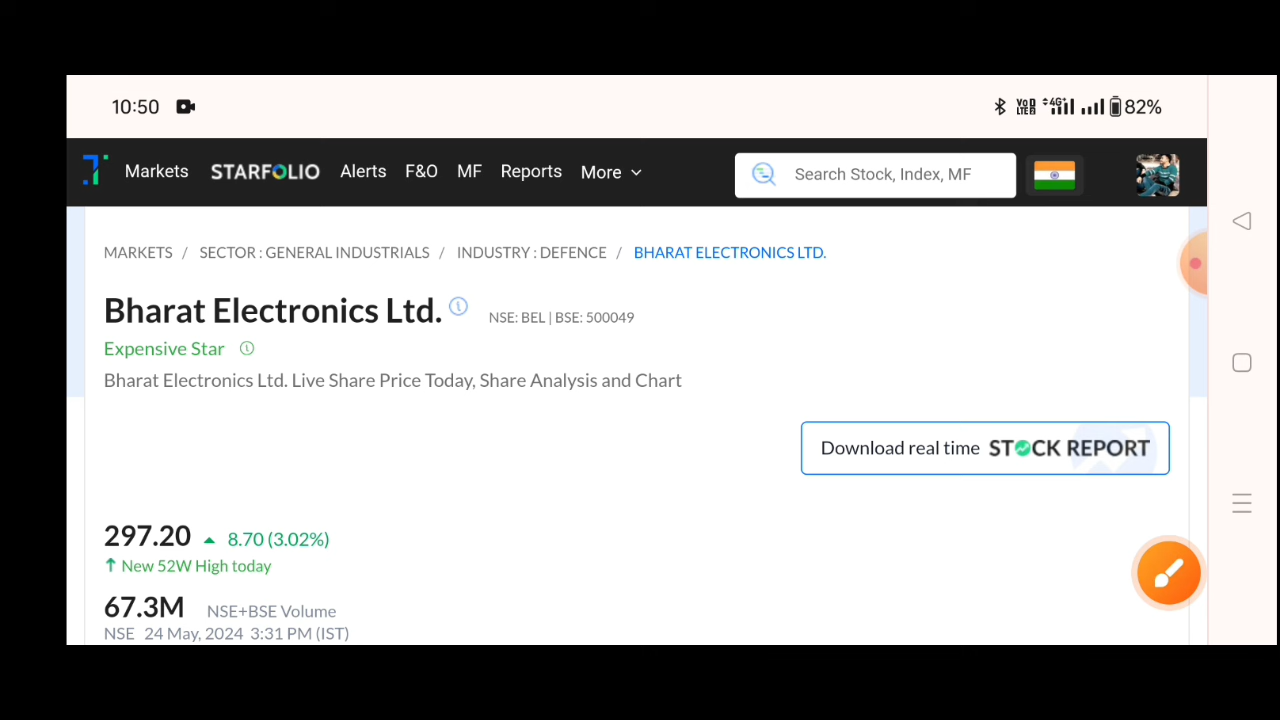 10:50 VoD LTE2 4G+ 82%
Markets STARFOLIO Alerts F&O MF Reports More Search Stock, Index, MF
MARKETS / SECTOR : GENERAL INDUSTRIALS / INDUSTRY : DEFENCE / BHARAT ELECTRONICS LTD.
Bharat Electronics Ltd. NSE: BEL | BSE: 500049
Expensive Star
Bharat Electronics Ltd. Live Share Price Today, Share Analysis and Chart
Download real time STOCK REPORT
297.20 8.70 (3.02%)
New 52W High today
67.3M NSE+BSE Volume
NSE 24 May, 2024 3:31 PM (IST)